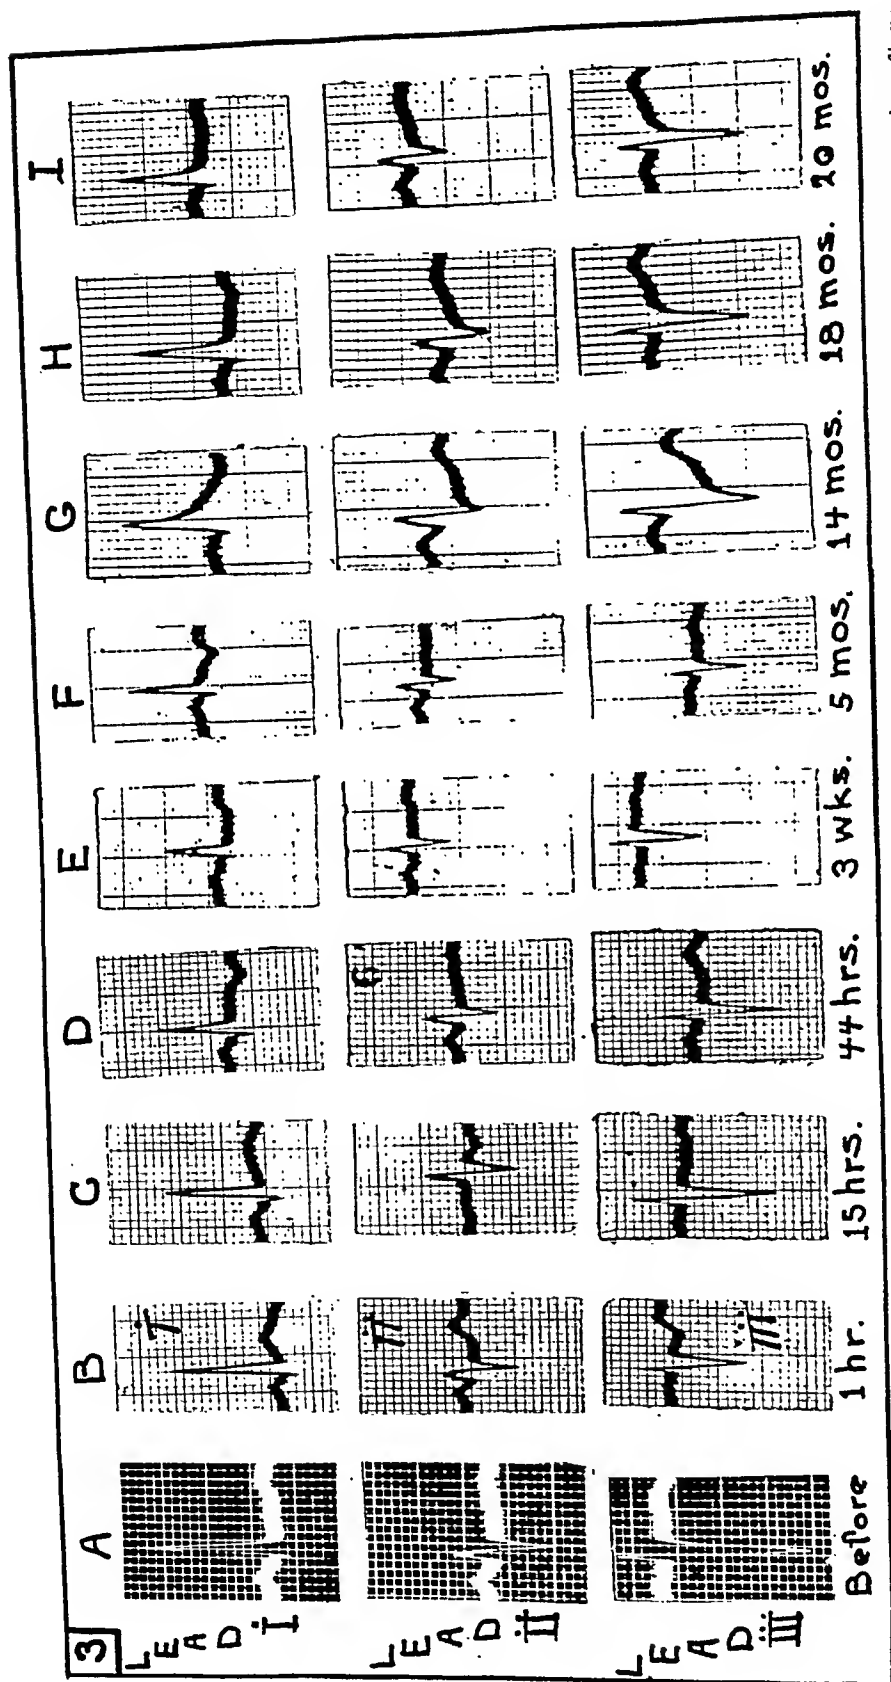 3
A B C D E F G H I
LEAD I
I
LEAD II
II
LEAD III
III
Before 1 hr. 15 hrs. 44 hrs. 3 wks. 5 mos. 14 mos. 18 mos. 20 mos.